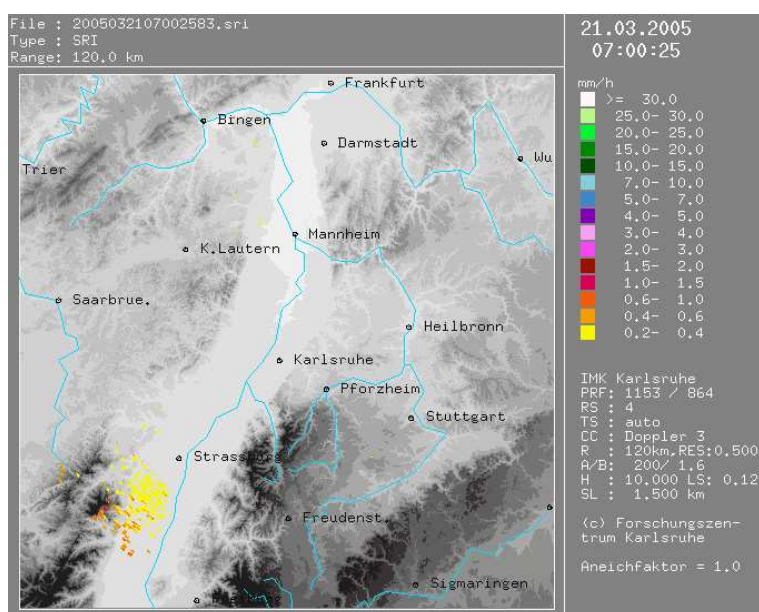 File : 2005032107002583.sri
Type : SRI
Range: 120.0 km
21.03.2005
07:00:25
mm/h
>= 30.0
25.0- 30.0
20.0- 25.0
15.0- 20.0
10.0- 15.0
7.0- 10.0
5.0- 7.0
4.0- 5.0
3.0- 4.0
2.0- 3.0
1.5- 2.0
1.0- 1.5
0.6- 1.0
0.4- 0.6
0.2- 0.4
IMK Karlsruhe
PRF: 1153 / 864
RS : 4
TS : auto
CC : Doppler 3
R : 120km,RES:0.500
A/B: 200/ 1.6
H : 10.000 LS: 0.12
SL : 1.500 km
(c) Forschungszen-
trum Karlsruhe
Aneichfaktor = 1.0
Frankfurt
Bingen
Darmstadt
Wu
Trier
Mannheim
K.Lautern
Saarbrue.
Heilbronn
Karlsruhe
Pforzheim
Stuttgart
Strassburg
Freudenst.
Sigmaringen